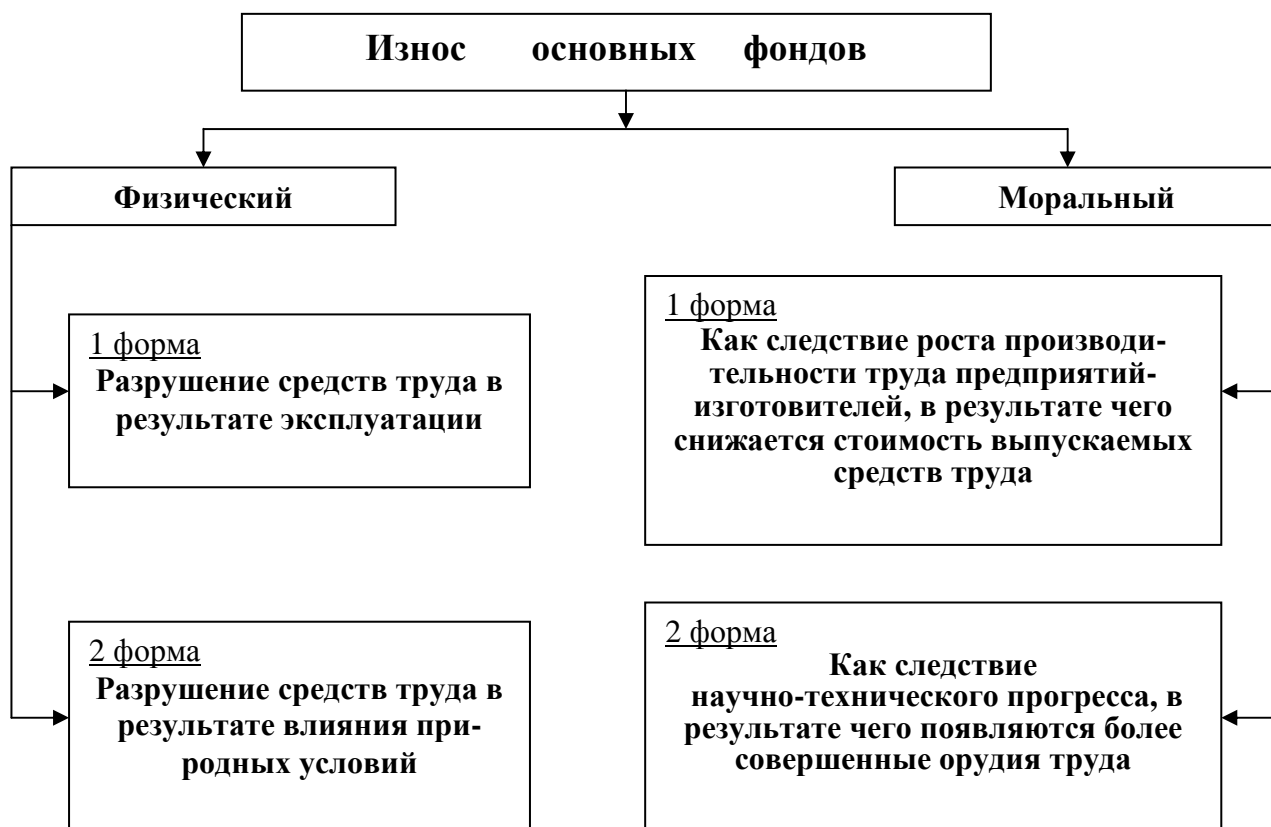 Износ основных фондов
Физический
Моральный
1 форма
Разрушение средств труда в
результате эксплуатации
2 форма
Разрушение средств труда в
результате влияния при-
родных условий
1 форма
Как следствие роста производи-
тельности труда предприятий-
изготовителей, в результате чего
снижается стоимость выпускаемых
средств труда
2 форма
Как следствие
научно-технического прогресса, в
результате чего появляются более
совершенные орудия труда